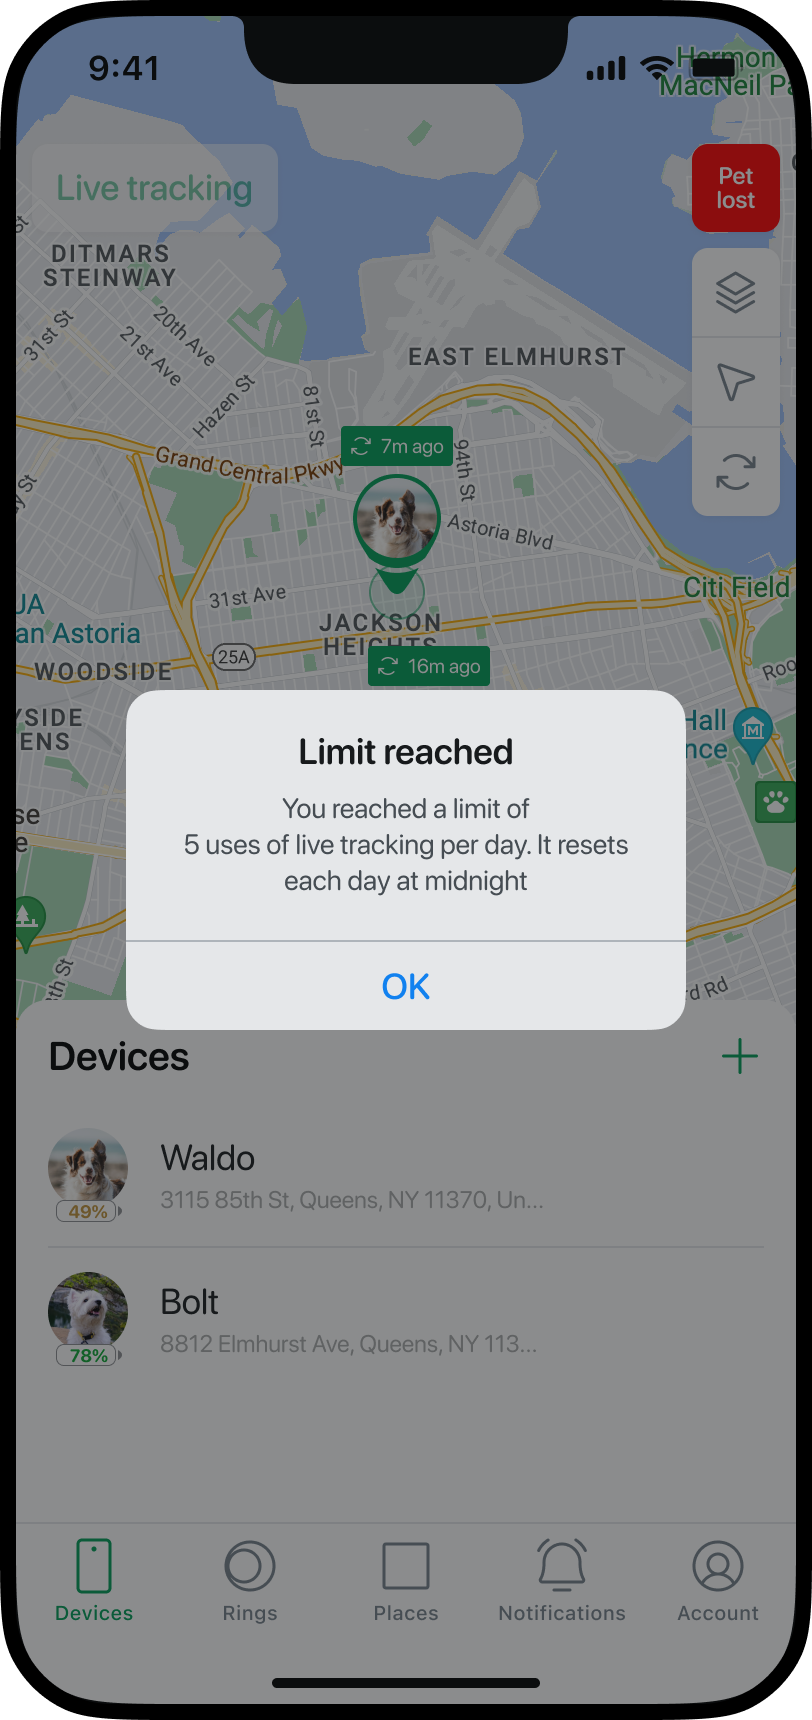 9:41
Hermon
MacNeil Pa
Live tracking
Pet
lost
DITMARS
STEINWAY
St
31st St
20th Ave
21st Ave
Hazen St
81st St
EAST ELMHURST
7m ago
94th St
Grand Central Pkwy
Astoria Blvd
31st Ave
Citi Field
JACKSON
HEIGHTS
an Astoria
25A
WOODSIDE
16m ago
Roo
YSIDE
ENS
Hall
nce
M
se
e
Limit reached
You reached a limit of
5 uses of live tracking per day. It resets
each day at midnight
OK
th St
rd Rd
Devices
Waldo
3115 85th St, Queens, NY 11370, Un...
49%
Bolt
8812 Elmhurst Ave, Queens, NY 113...
78%
Devices
Rings
Places
Notifications
Account